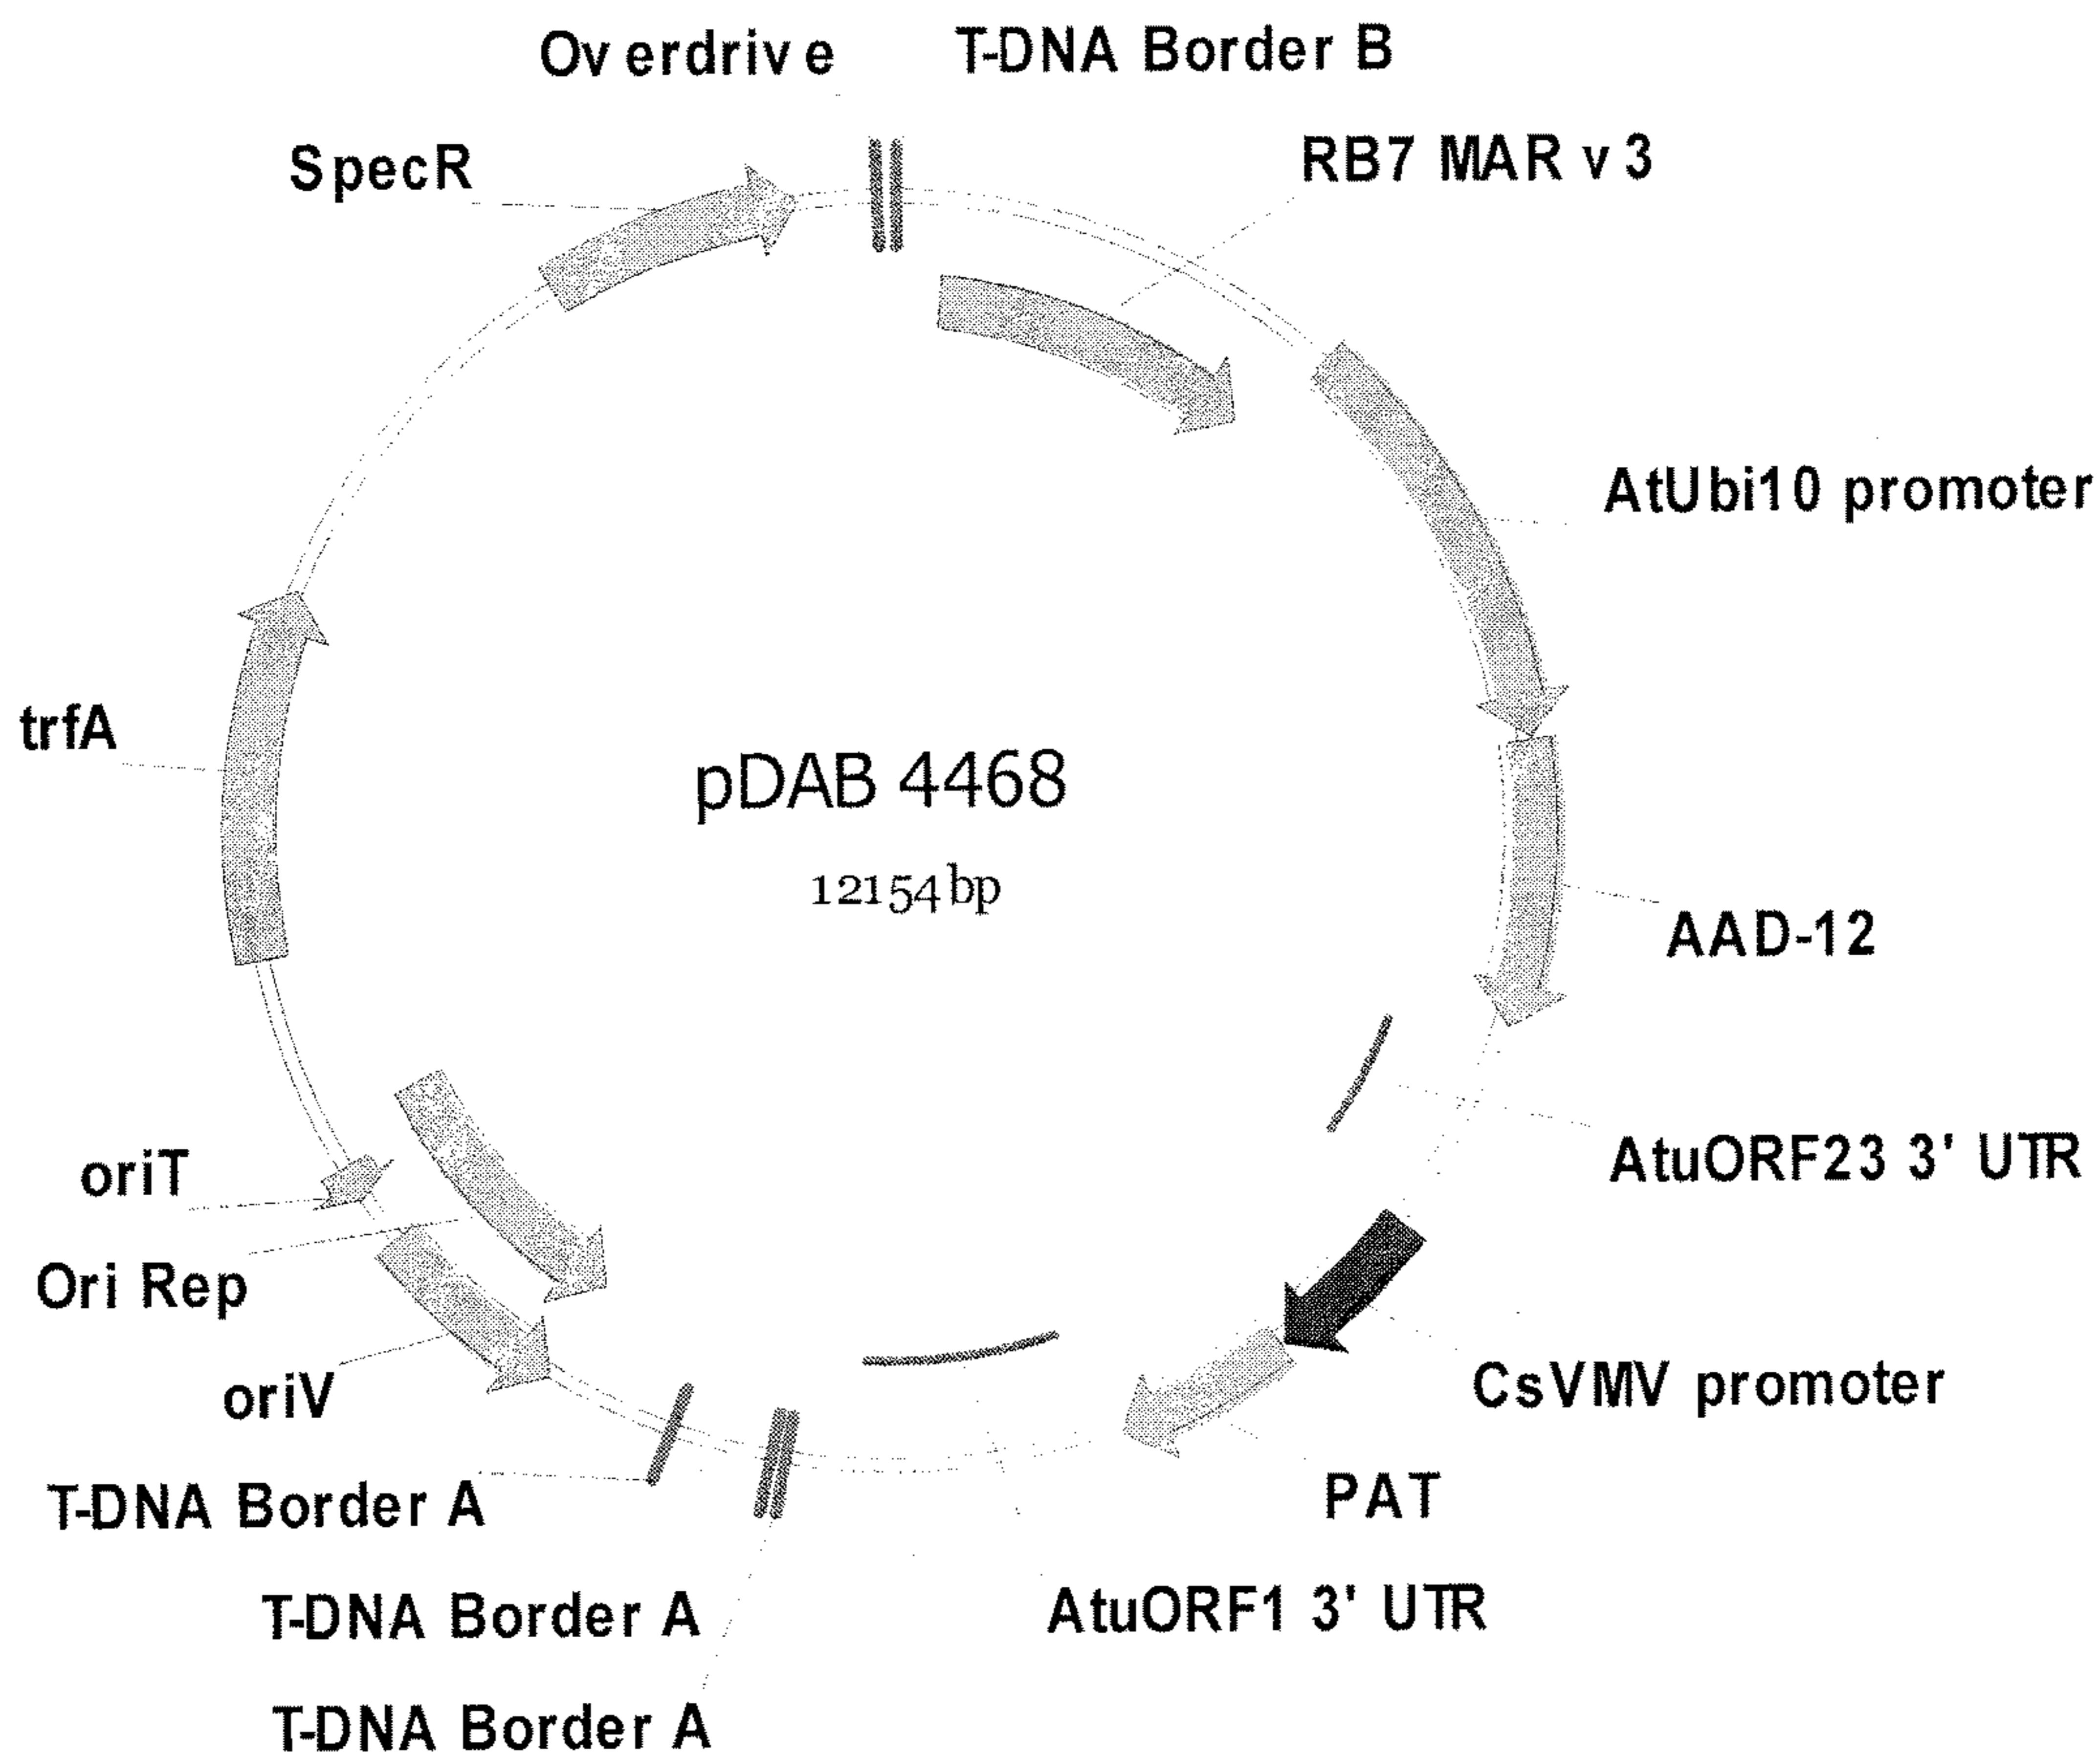 Overdrive
T-DNA Border B
SpecR
RB7 MAR v3
AtUbi10 promoter
trfA
pDAB 4468
12154bp
AAD-12
oriT
AtuORF23 3' UTR
Ori Rep
oriV
CsVMV promoter
T-DNA Border A
PAT
T-DNA Border A
AtuORF1 3' UTR
T-DNA Border A